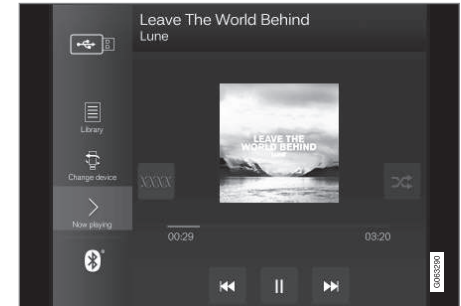 Leave The World Behind
Lune
Library
Change device
Now playing
LEAVE THE
WORLD BEHIND
XXXX
00:29
03:20
G063290